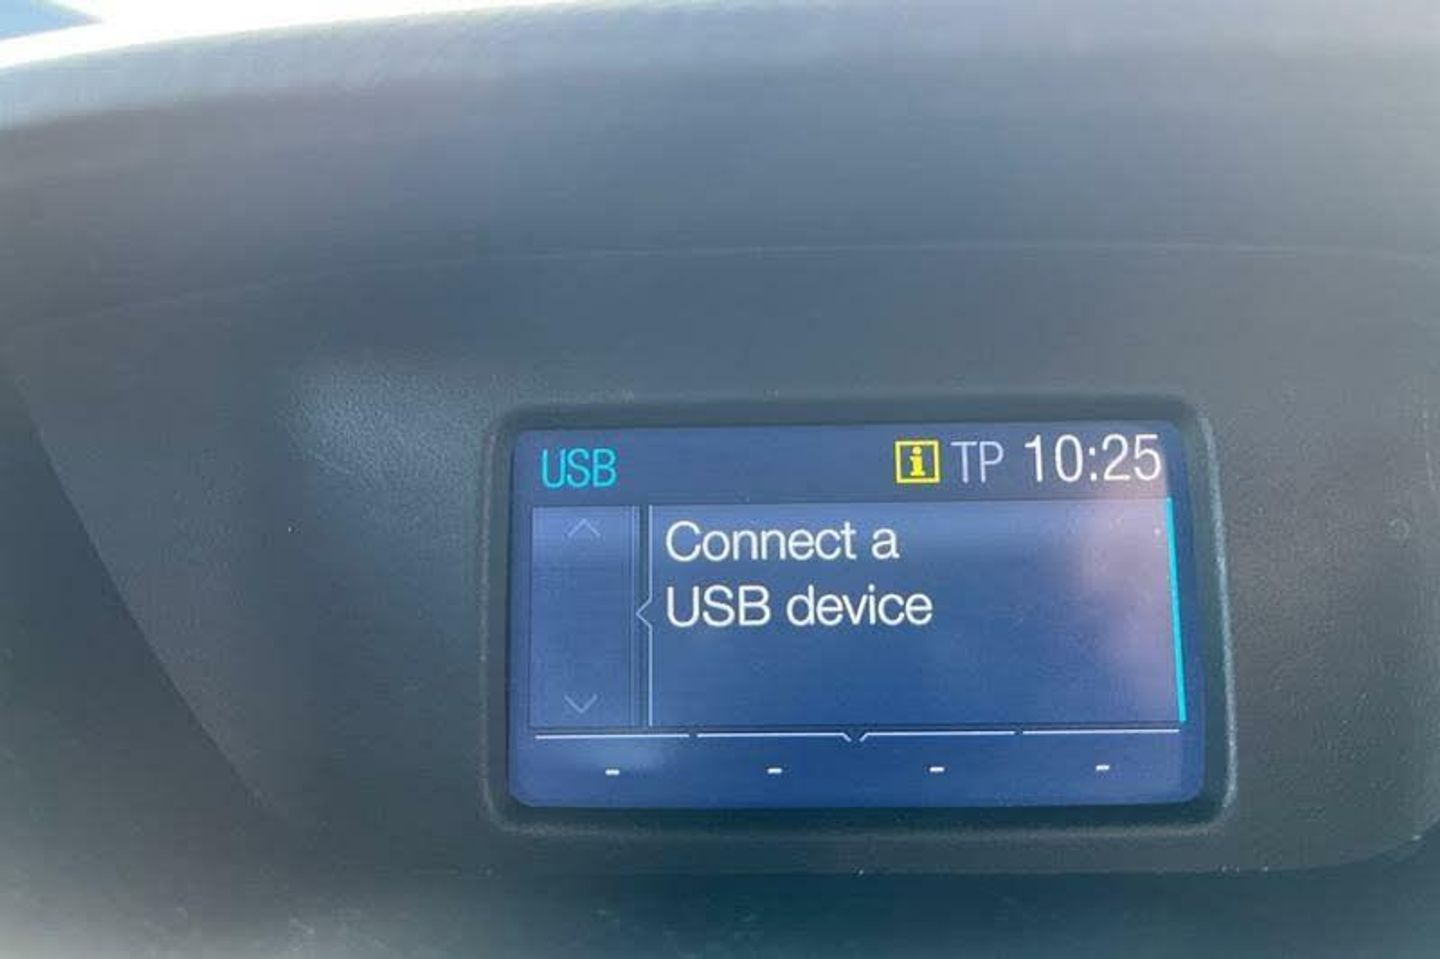 USB i TP 10:25
Connect a
USB device
- - - -